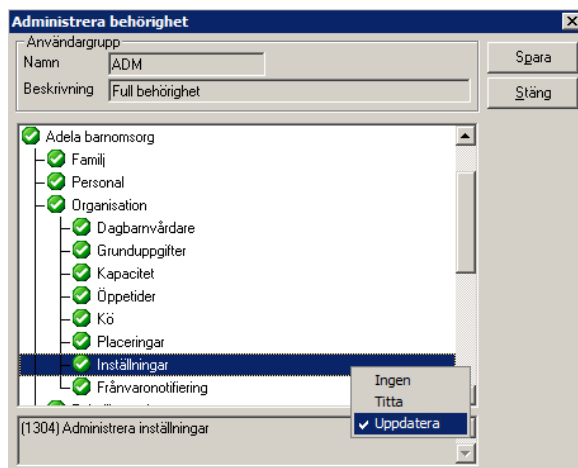 Administrera behörighet
Användargrupp
Namn
ADM
Beskrivning
Full behörighet
Spara
Stäng
Adela barnomsorg
Familj
Personal
Organisation
Dagbarnvårdare
Grunduppgifter
Kapacitet
Öppetider
Kö
Placeringar
Inställningar
Frånvaronotifiering
Ingen
Titta
Uppdatera
(1304) Administrera inställningar